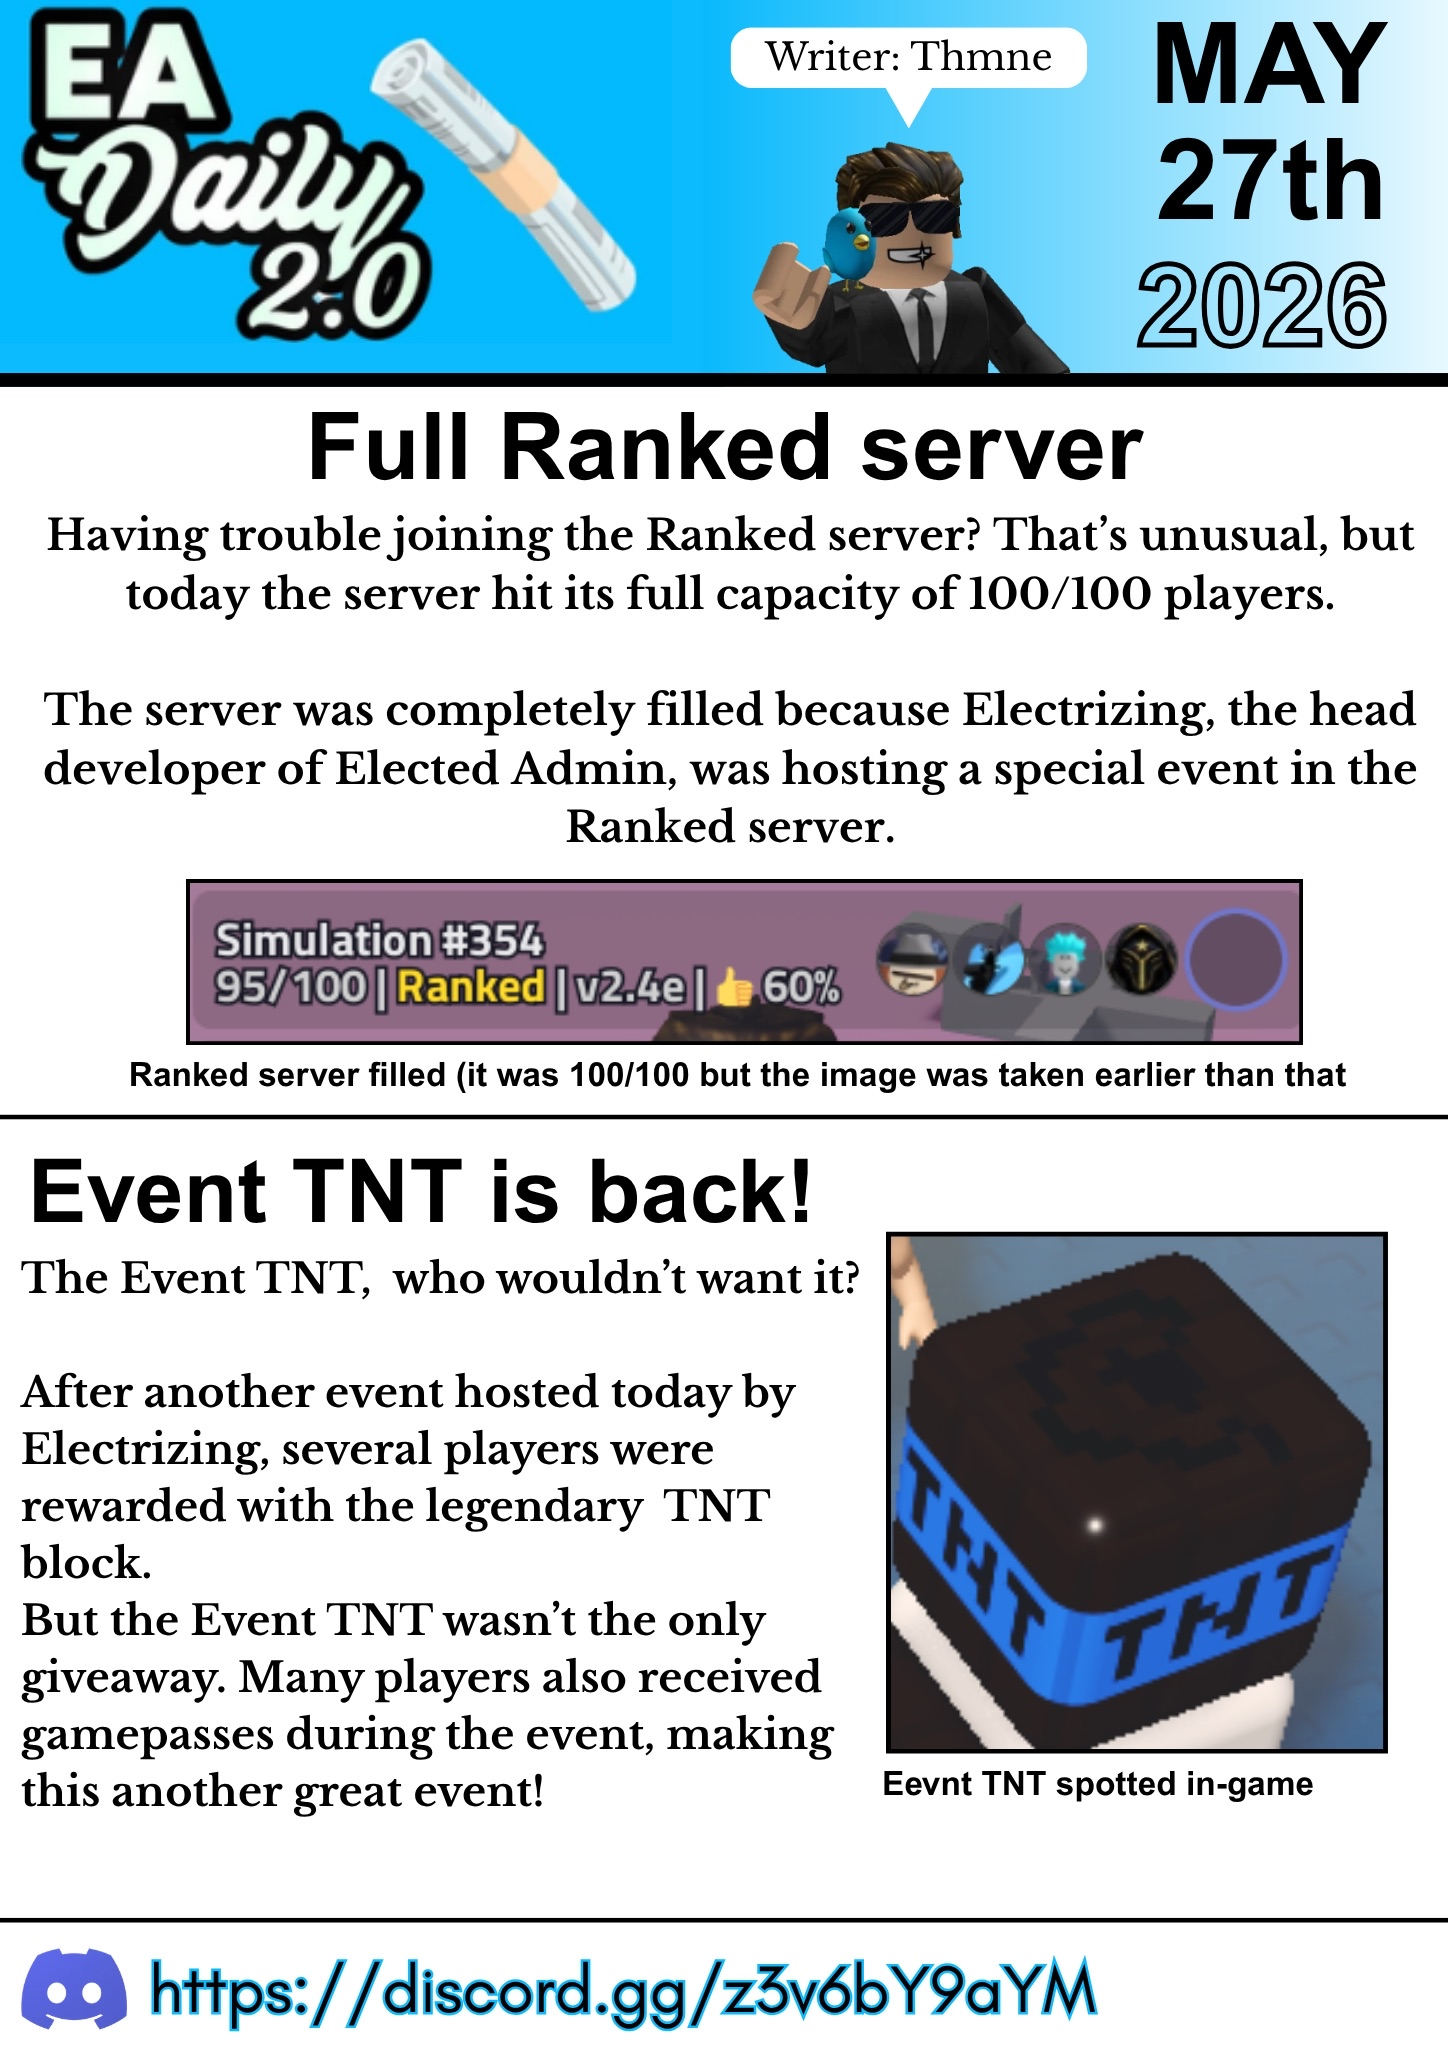 EA
Daily
2.0
Writer: Thmne
MAY
27th
2026
Full Ranked server
Having trouble joining the Ranked server? That’s unusual, but
today the server hit its full capacity of 100/100 players.
The server was completely filled because Electrizing, the head
developer of Elected Admin, was hosting a special event in the
Ranked server.
Simulation #354
95/100 | Ranked | v2.4e | 👍 60%
Ranked server filled (it was 100/100 but the image was taken earlier than that
Event TNT is back!
The Event TNT,  who wouldn’t want it?
After another event hosted today by
Electrizing, several players were
rewarded with the legendary  TNT
block.
But the Event TNT wasn’t the only
giveaway. Many players also received
gamepasses during the event, making
this another great event!
TNT
TNT
Eevnt TNT spotted in-game
https://discord.gg/z3v6bY9aYM